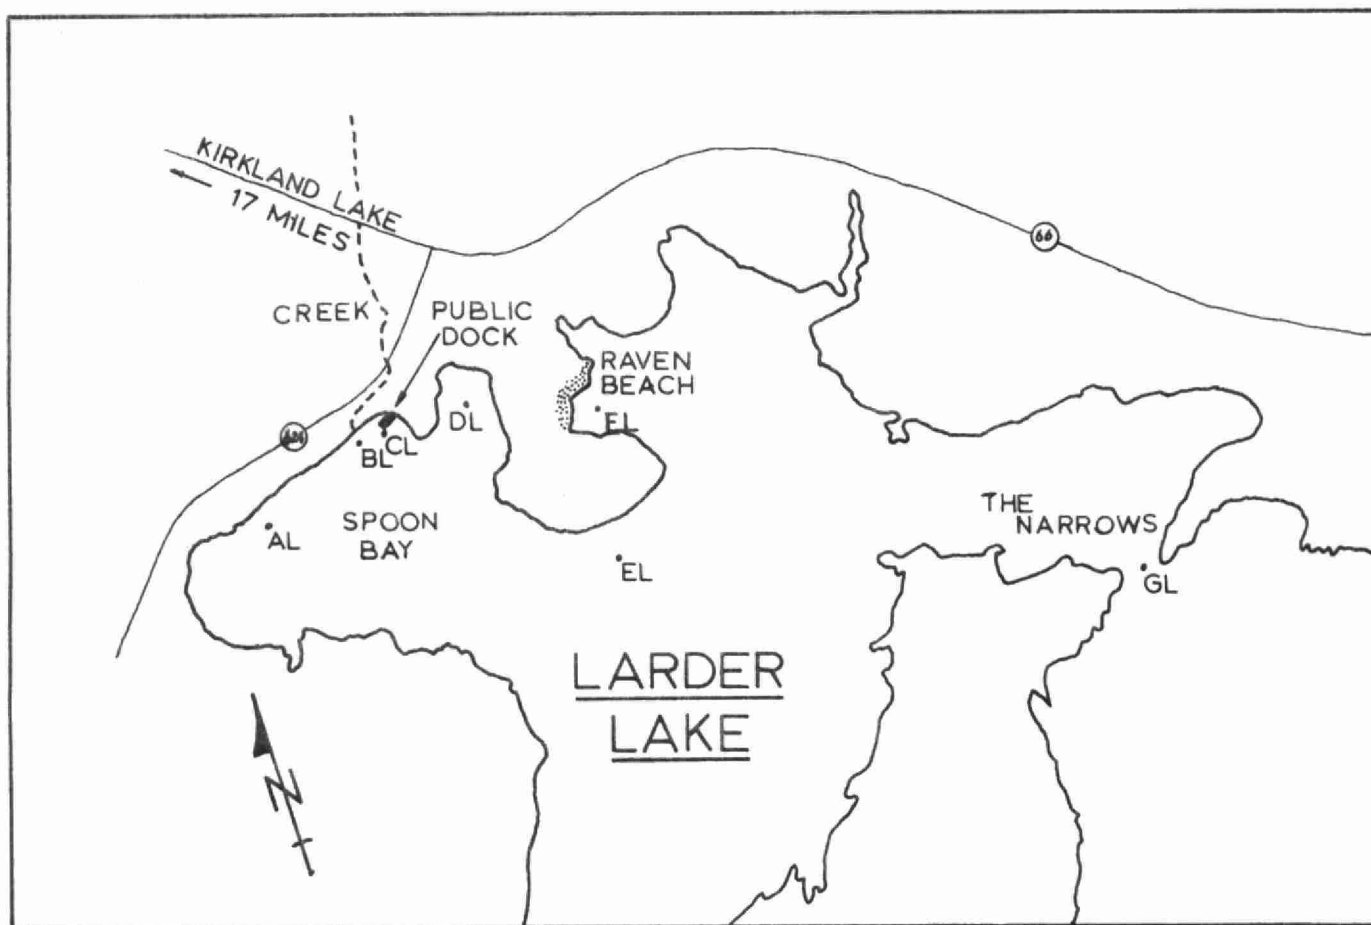 KIRKLAND LAKE
17 MILES
66
CREEK
PUBLIC
DOCK
RAVEN
BEACH
EL
DL
CL
BL
AL
SPOON
BAY
THE
NARROWS
EL
GL
LARDER
LAKE
N